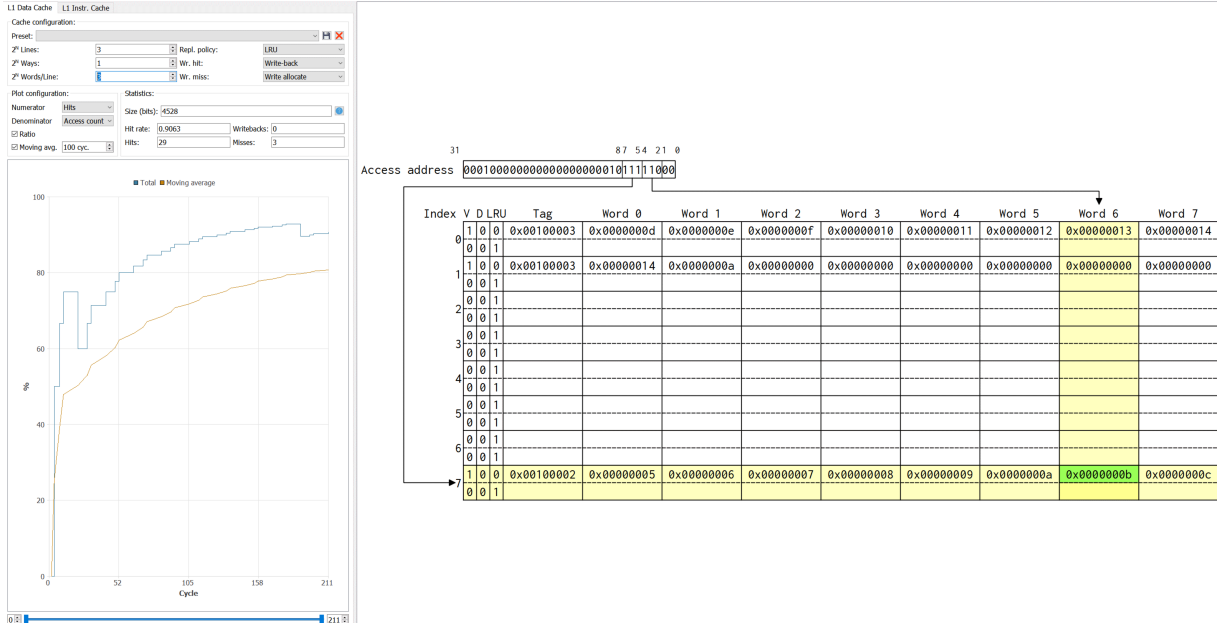 L1 Data Cache L1 Instr. Cache
Cache configuration:
Preset:
2ᴺ Lines: 3 Repl. policy: LRU
2ᴺ Ways: 1 Wr. hit: Write-back
2ᴺ Words/Line: 3 Wr. miss: Write allocate
Plot configuration: Statistics:
Numerator Hits Size (bits): 4528
Denominator Access count
Ratio Hit rate: 0.9063 Writebacks: 0
Moving avg. 100 cyc. Hits: 29 Misses: 3
Total Moving average
100
80
60
%
40
20
0
0 52 105 158 211
Cycle
0 211
31 8 7 5 4 2 1 0
Access address 00010000000000000000001011111000
Index V D LRU Tag Word 0 Word 1 Word 2 Word 3 Word 4 Word 5 Word 6 Word 7
0 1 0 0 0x00100003 0x0000000d 0x0000000e 0x0000000f 0x00000010 0x00000011 0x00000012 0x00000013 0x00000014
0 0 1
1 1 0 0 0x00100003 0x00000014 0x0000000a 0x00000000 0x00000000 0x00000000 0x00000000 0x00000000 0x00000000
0 0 1
2 0 0 1
0 0 1
3 0 0 1
0 0 1
4 0 0 1
0 0 1
5 0 0 1
0 0 1
6 0 0 1
0 0 1
7 1 0 0 0x00100002 0x00000005 0x00000006 0x00000007 0x00000008 0x00000009 0x0000000a 0x0000000b 0x0000000c
0 0 1